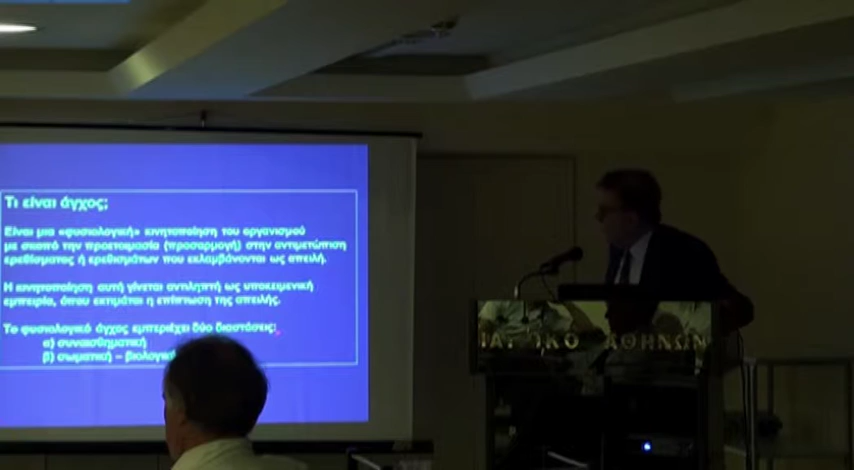 Τι είναι άγχος;
Είναι μια «φυσιολογική» κινητοποίηση του οργανισμού
με σκοπό την προετοιμασία (προσαρμογή) στην αντιμετώπιση
ερεθίσματος ή ερεθισμάτων που εκλαμβάνονται ως απειλή.
Η κινητοποίηση αυτή γίνεται αντιληπτή ως υποκειμενική
εμπειρία, όπου εκτιμάται η επίπτωση της απειλής.
Το φυσιολογικό άγχος εμπεριέχει δύο διαστάσεις:
α) συναισθηματική
β) σωματική – βιολογική
ΑΘΗΝΩΝ